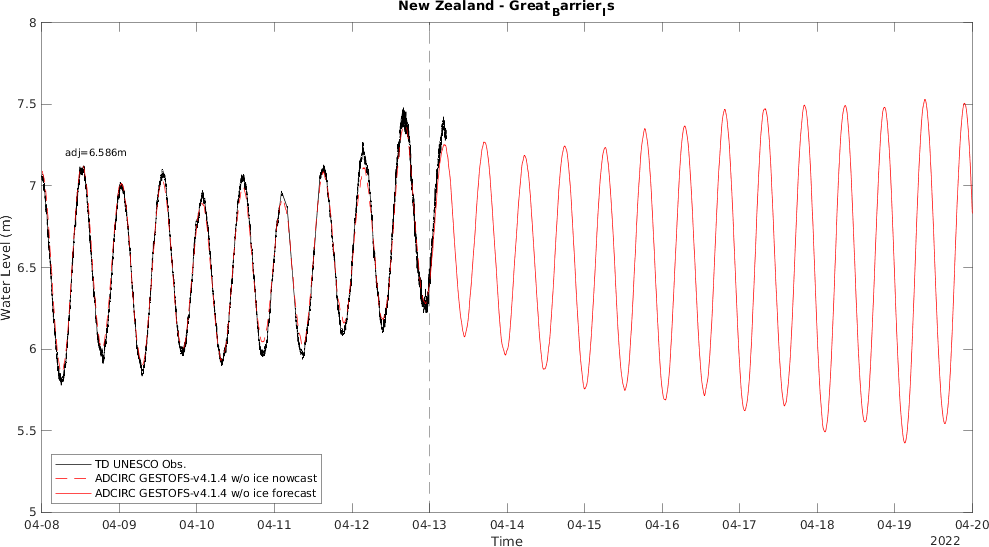 New Zealand - Great_Barrier_Is
8
7.5
7
6.5
6
5.5
5
Water Level (m)
adj=6.586m
TD UNESCO Obs.
ADCIRC GESTOFS-v4.1.4 w/o ice nowcast
ADCIRC GESTOFS-v4.1.4 w/o ice forecast
04-08 04-09 04-10 04-11 04-12 04-13 04-14 04-15 04-16 04-17 04-18 04-19 04-20
Time
2022